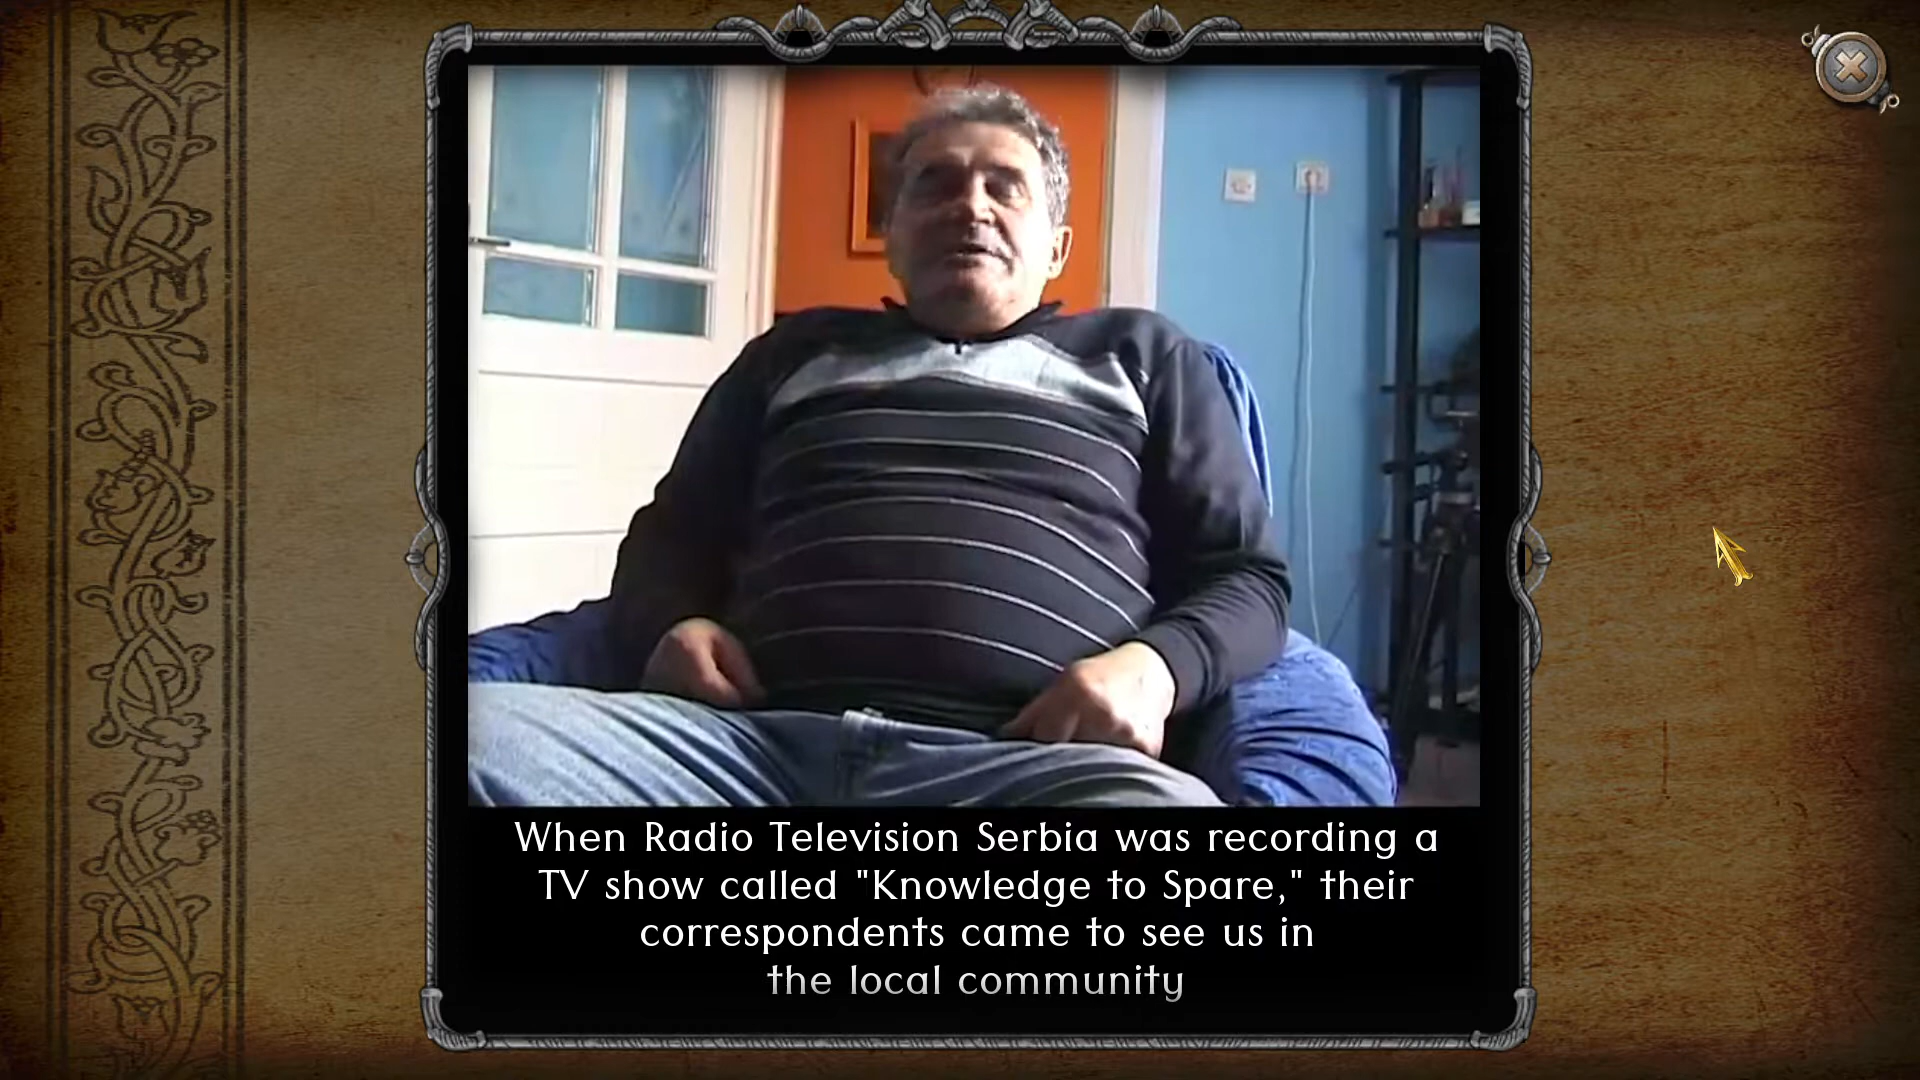 When Radio Television Serbia was recording a
TV show called "Knowledge to Spare," their
correspondents came to see us in
the local community